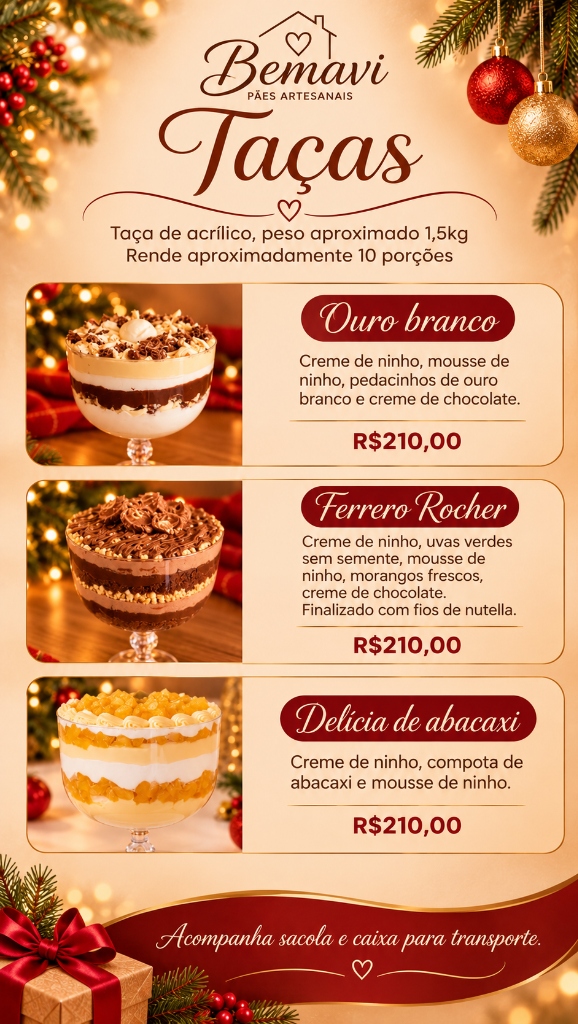 Bemavi
PÃES ARTESANAIS
Taças
Taça de acrílico, peso aproximado 1,5kg
Rende aproximadamente 10 porções
Ouro branco
Creme de ninho, mousse de
ninho, pedacinhos de ouro
branco e creme de chocolate.
R$210,00
Ferrero Rocher
Creme de ninho, uvas verdes
sem semente, mousse de
ninho, morangos frescos,
creme de chocolate.
Finalizado com fios de nutella.
R$210,00
Delícia de abacaxi
Creme de ninho, compota de
abacaxi e mousse de ninho.
R$210,00
Acompanha sacola e caixa para transporte.